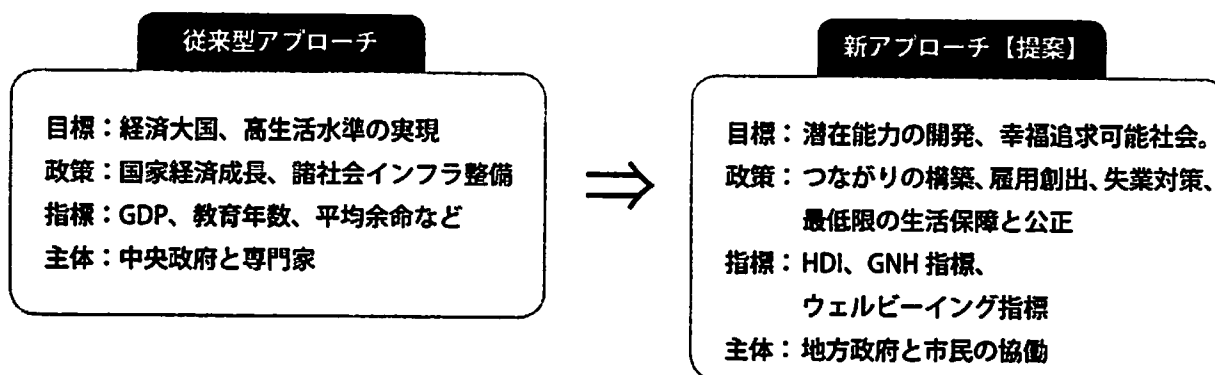 従来型アプローチ
目標：経済大国、高生活水準の実現
政策：国家経済成長、諸社会インフラ整備
指標：GDP、教育年数、平均余命など
主体：中央政府と専門家
⇒
新アプローチ【提案】
目標：潜在能力の開発、幸福追求可能社会。
政策：つながりの構築、雇用創出、失業対策、
最低限の生活保障と公正
指標：HDI、GNH 指標、
ウェルビーイング指標
主体：地方政府と市民の協働